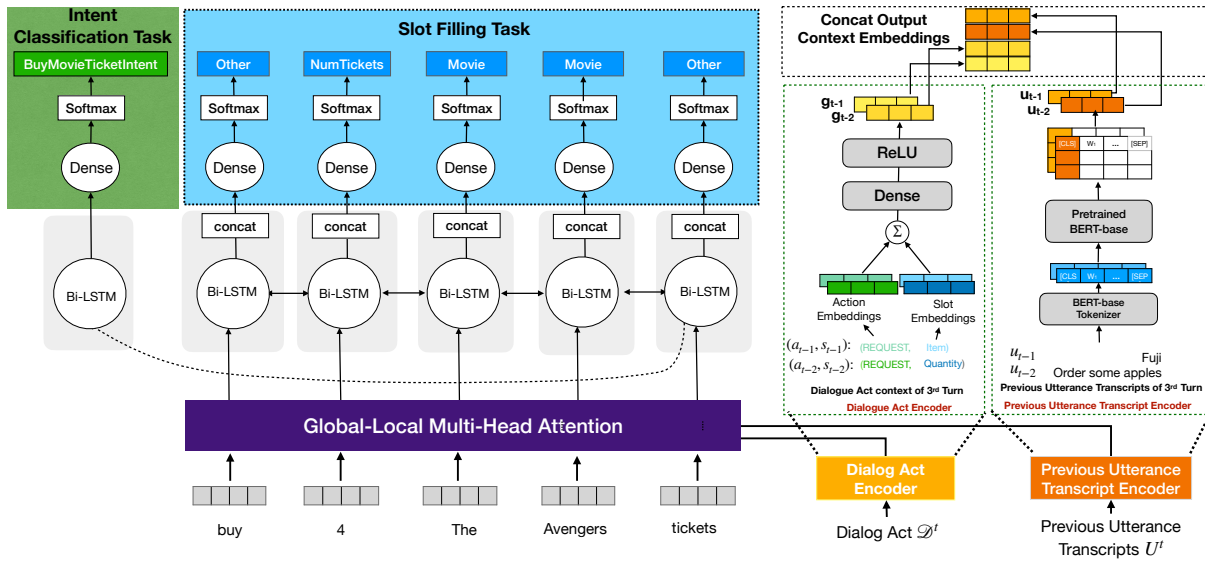 Intent
Classification Task
BuyMovieTicketIntent
Softmax
Dense
Bi-LSTM
Slot Filling Task
Other NumTickets Movie Movie Other
Softmax Softmax Softmax Softmax Softmax
Dense Dense Dense Dense Dense
concat concat concat concat concat
Bi-LSTM Bi-LSTM Bi-LSTM Bi-LSTM Bi-LSTM
Global-Local Multi-Head Attention
buy 4 The Avengers tickets
Concat Output
Context Embeddings
gt-1
gt-2
ReLU
Dense
Σ
Action
Embeddings
Slot
Embeddings
(at−1, st−1): (REQUEST, Item)
(at−2, st−2): (REQUEST, Quantity)
Dialogue Act context of 3rd Turn
Dialogue Act Encoder
Dialog Act
Encoder
Dialog Act 𝒟t
ut-1
ut-2
[CLS] W1 ... [SEP]
Pretrained
BERT-base
[CLS W1 ... [SEP
BERT-base
Tokenizer
ut−1 Fuji
ut−2 Order some apples
Previous Utterance Transcripts of 3rd Turn
Previous Utterance Transcript Encoder
Previous Utterance
Transcript Encoder
Previous Utterance
Transcripts Ut